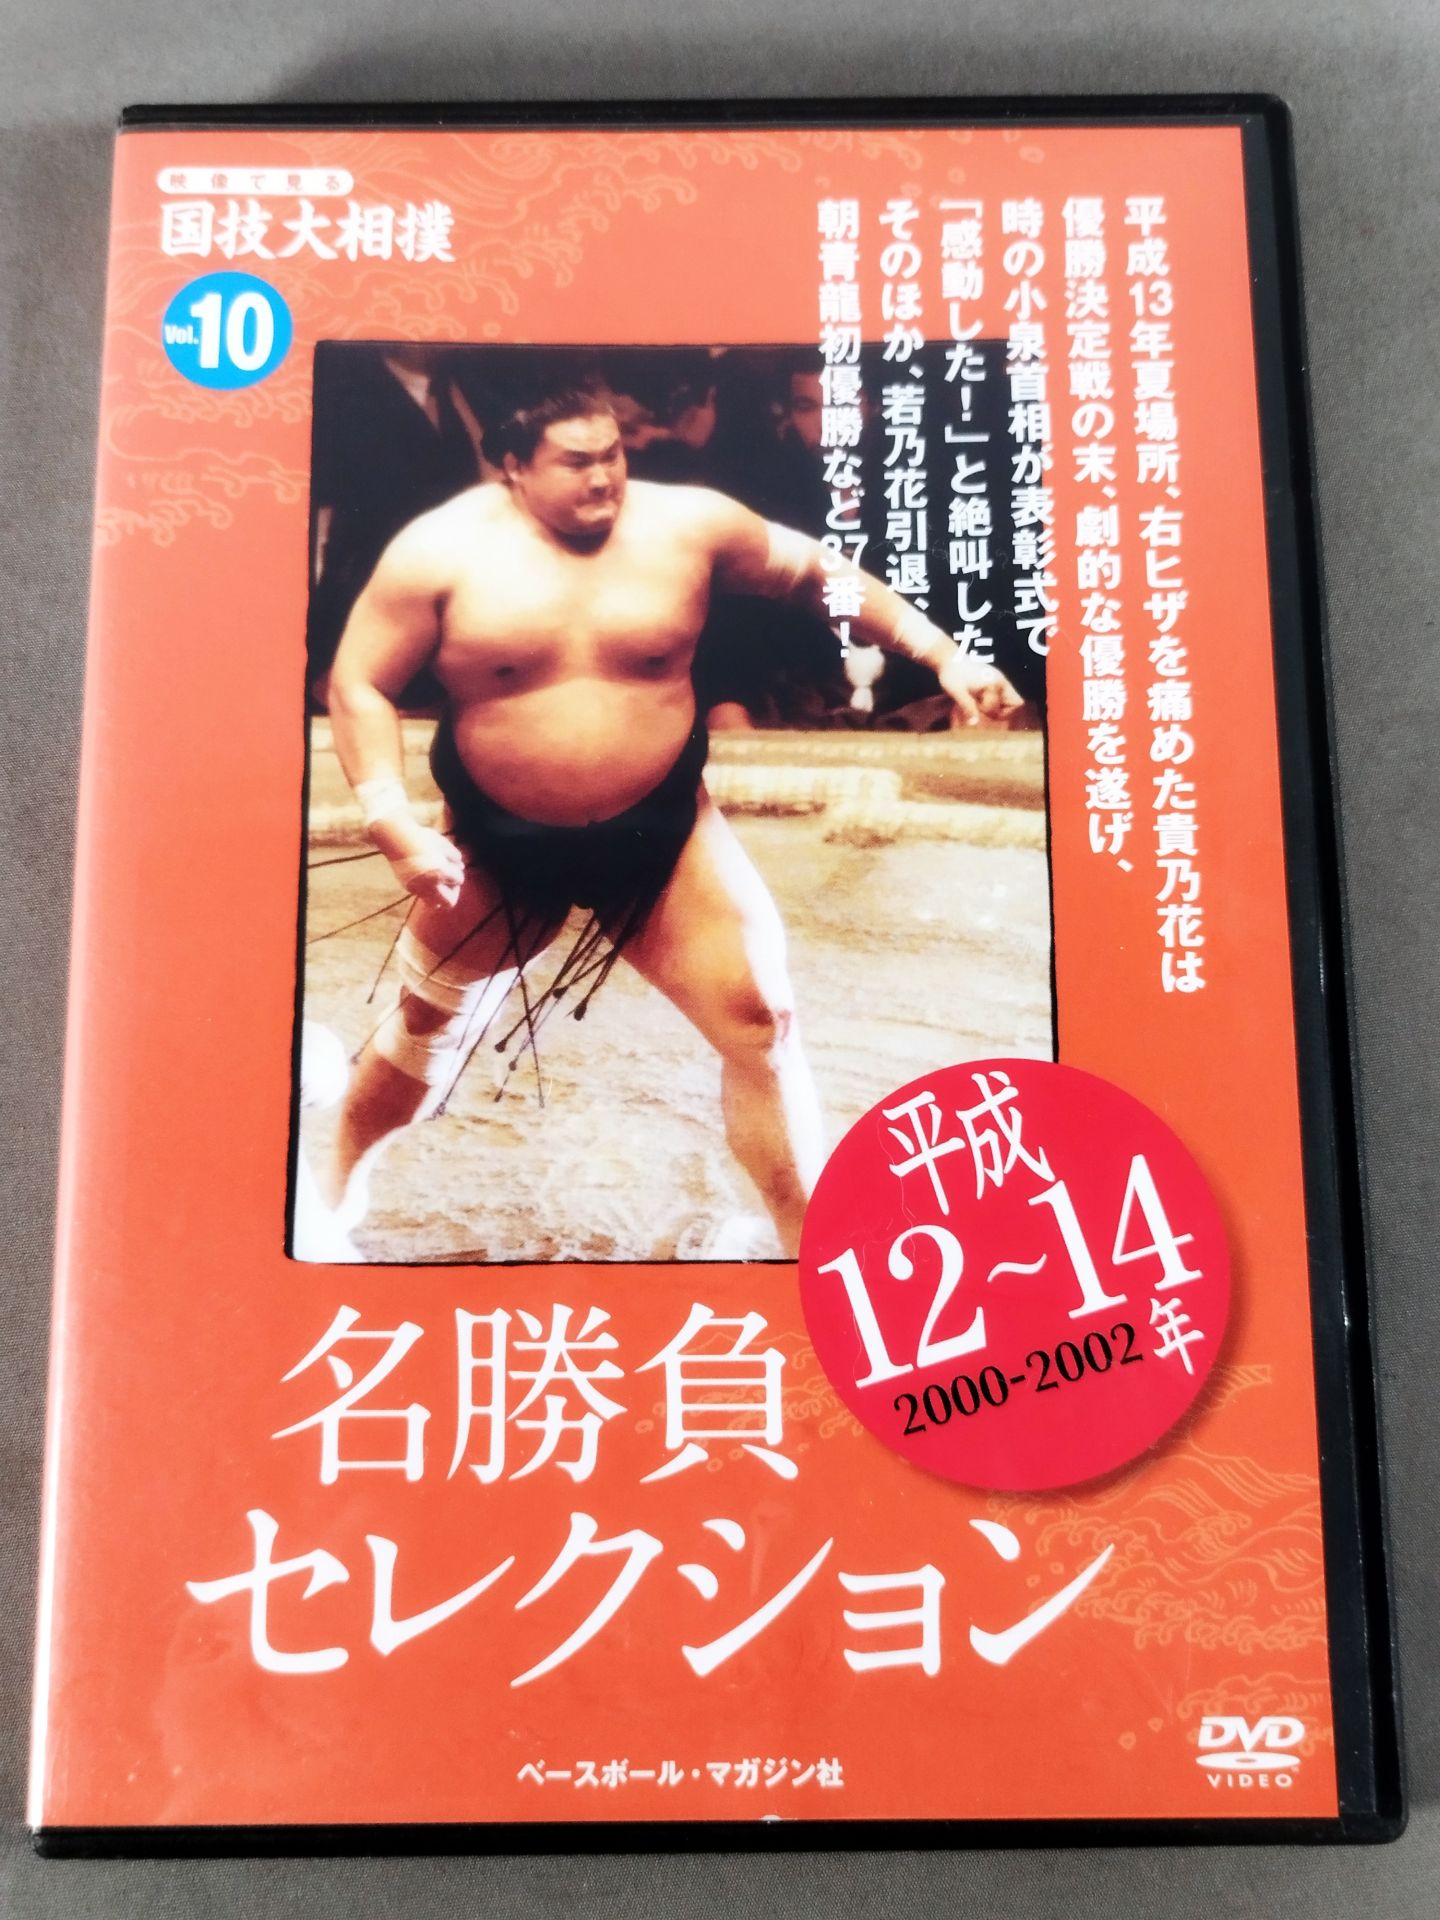 映像で見る
国技大相撲
Vol.10
平成13年夏場所、右ヒザを痛めた貴乃花は
優勝決定戦の末、劇的な優勝を遂げ、
時の小泉首相が表彰式で
「感動した！」と絶叫した。
そのほか、若乃花引退、
朝青龍初優勝など37番！
平成
12～14年
2000-2002
名勝負
セレクション
ベースボール・マガジン社
DVD
VIDEO